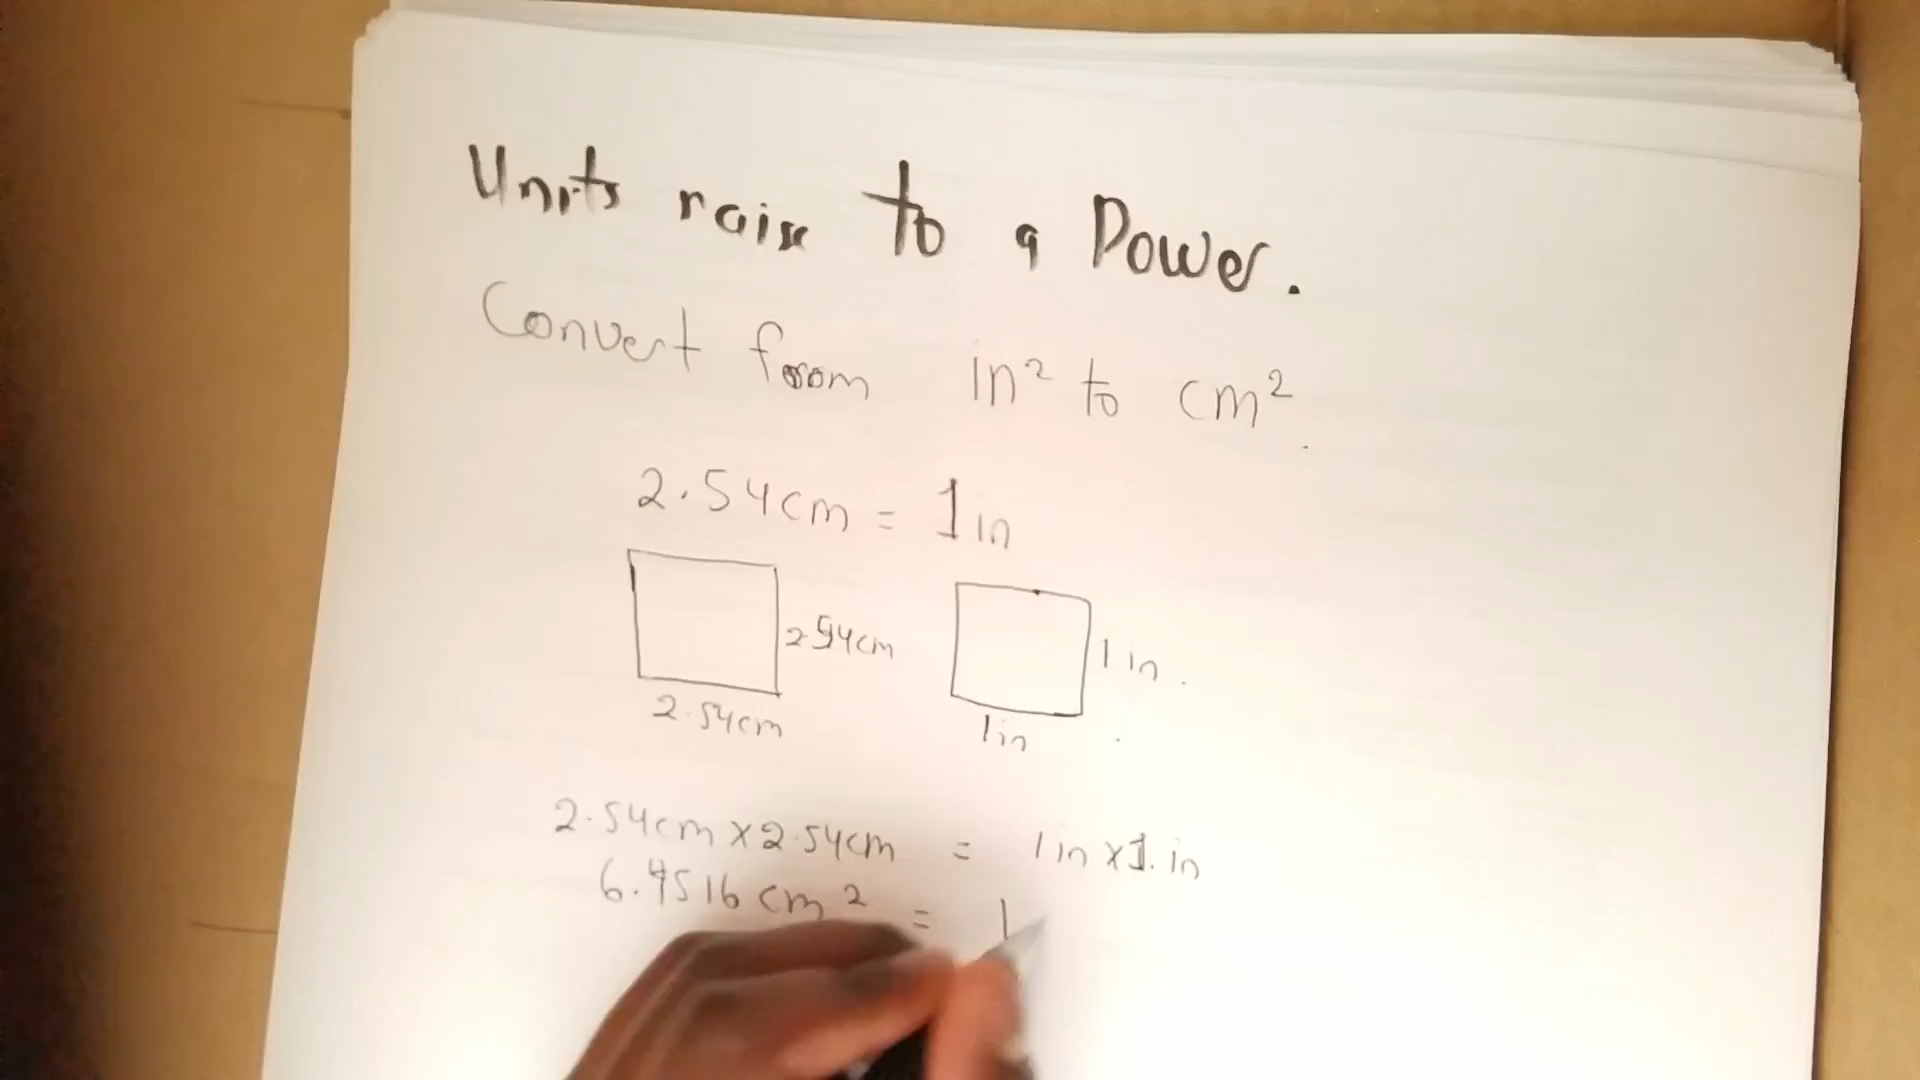 Units raise to a Power.
Convert from in² to cm².
2.54cm = 1in
2.54cm
1in.
2.54cm
1in
2.54cm x 2.54cm = 1in x 1.in
6.4516 cm² = 1